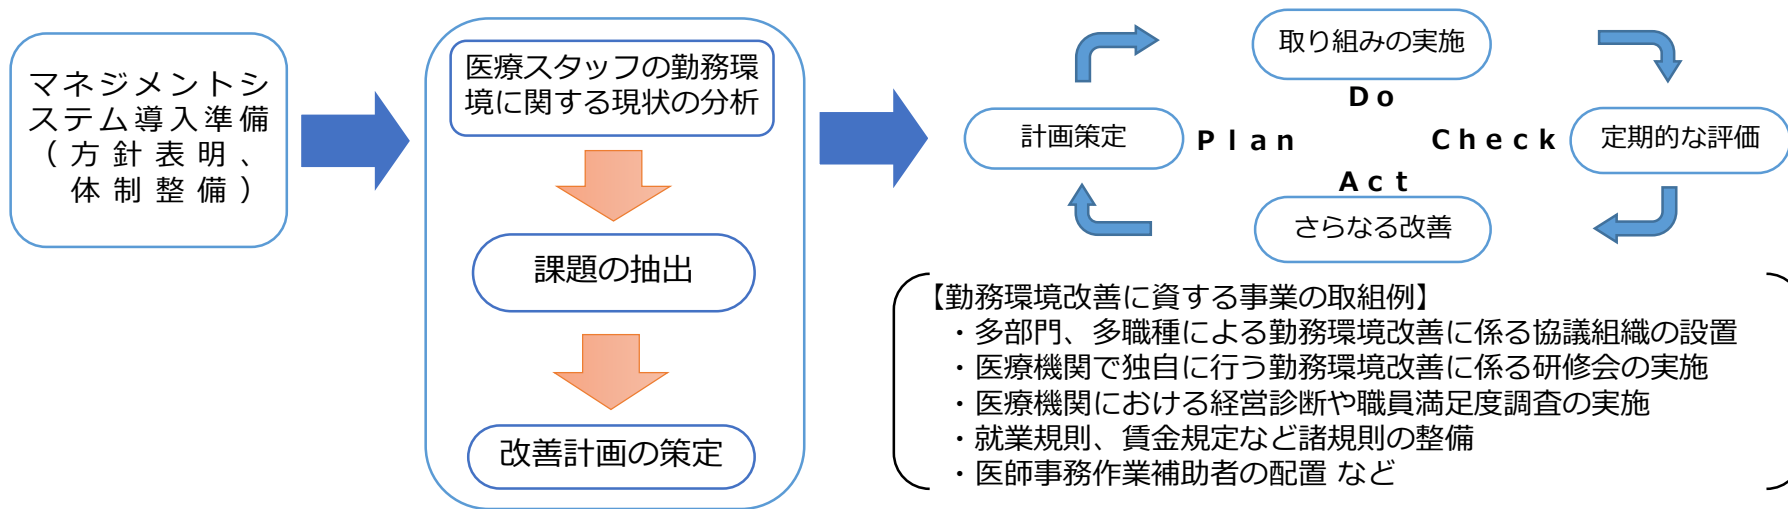 マネジメントシ
ステム導入準備
（方針表明、
体制整備）
医療スタッフの勤務環
境に関する現状の分析
課題の抽出
改善計画の策定
取り組みの実施
Do
計画策定
Plan
Check
定期的な評価
Act
さらなる改善
【勤務環境改善に資する事業の取組例】
・多部門、多職種による勤務環境改善に係る協議組織の設置
・医療機関で独自に行う勤務環境改善に係る研修会の実施
・医療機関における経営診断や職員満足度調査の実施
・就業規則、賃金規定など諸規則の整備
・医師事務作業補助者の配置 など